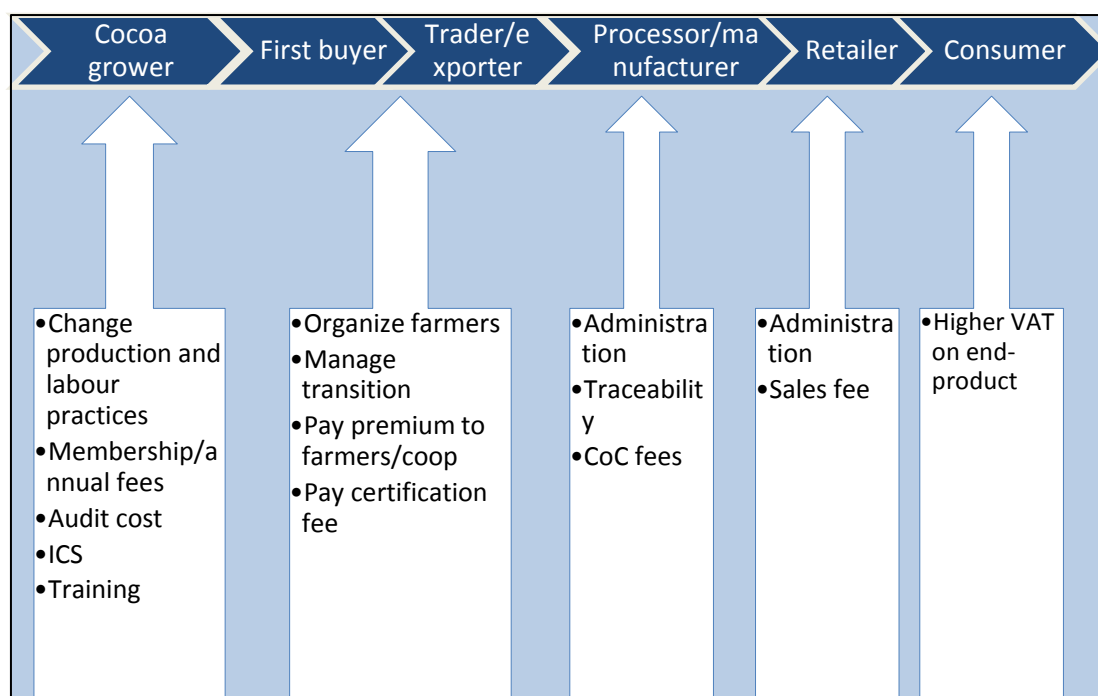 Cocoa
grower
First buyer
Trader/e
xporter
Processor/ma
nufacturer
Retailer
Consumer
•Change
production and
labour
practices
•Membership/a
nnual fees
•Audit cost
•ICS
•Training
•Organize farmers
•Manage
transition
•Pay premium to
farmers/coop
•Pay certification
fee
•Administra
tion
•Traceabilit
y
•CoC fees
•Administra
tion
•Sales fee
•Higher VAT
on end-
product